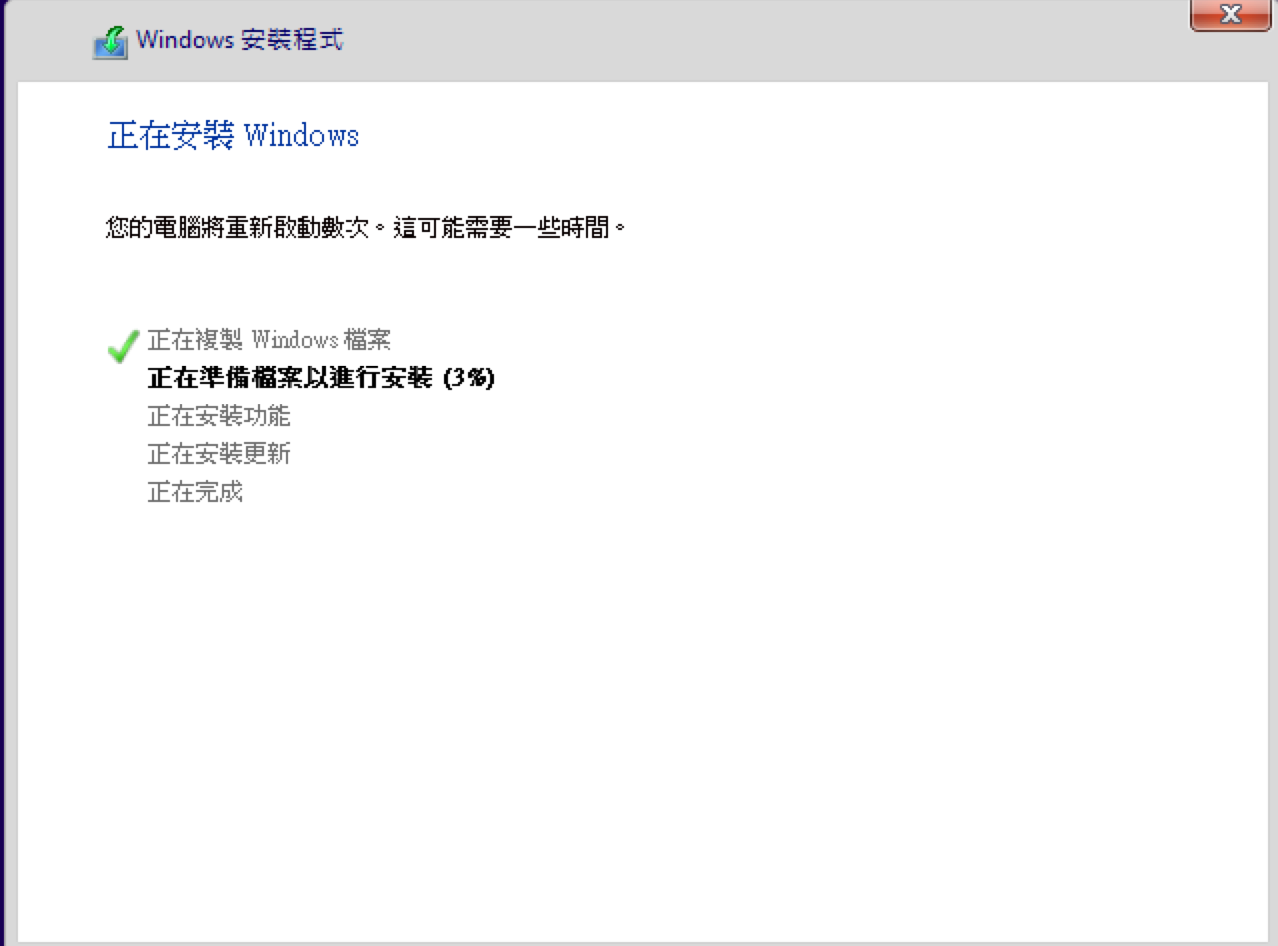 Windows 安裝程式
正在安裝 Windows
您的電腦將重新啟動數次。這可能需要一些時間。
正在複製 Windows 檔案
正在準備檔案以進行安裝 (3%)
正在安裝功能
正在安裝更新
正在完成